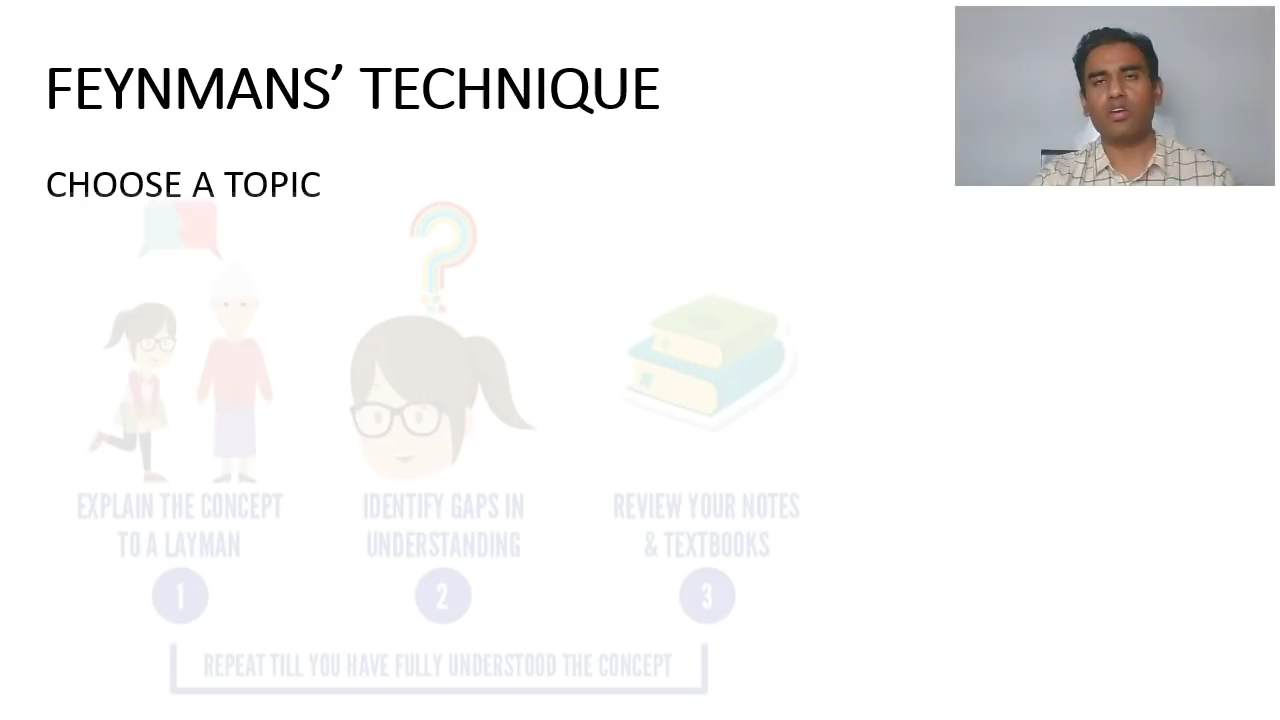 FEYNMANS’ TECHNIQUE
CHOOSE A TOPIC
EXPLAIN THE CONCEPT
TO A LAYMAN
1
IDENTIFY GAPS IN
UNDERSTANDING
2
REVIEW YOUR NOTES
& TEXTBOOKS
3
REPEAT TILL YOU HAVE FULLY UNDERSTOOD THE CONCEPT